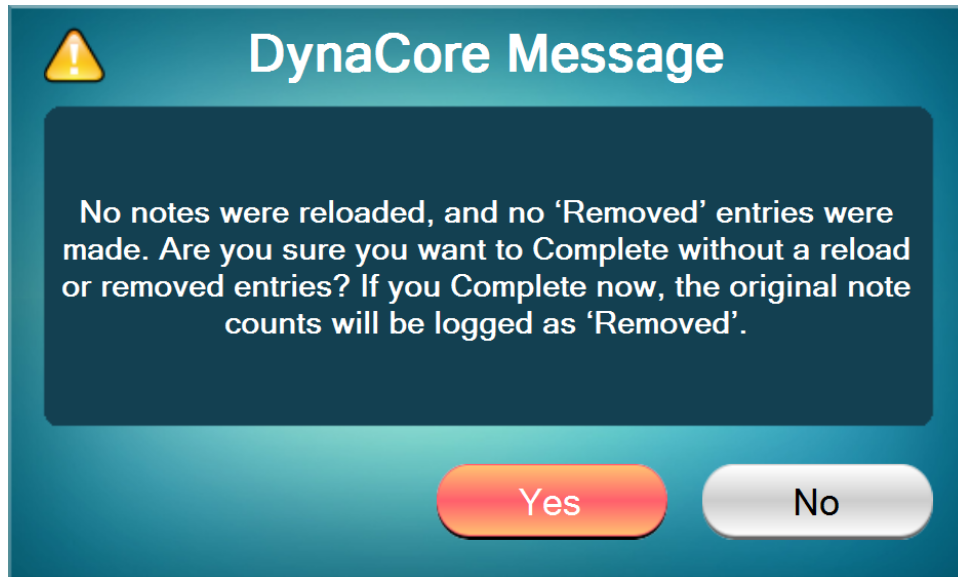 DynaCore Message
No notes were reloaded, and no ‘Removed’ entries were
made. Are you sure you want to Complete without a reload
or removed entries? If you Complete now, the original note
counts will be logged as ‘Removed’.
Yes
No